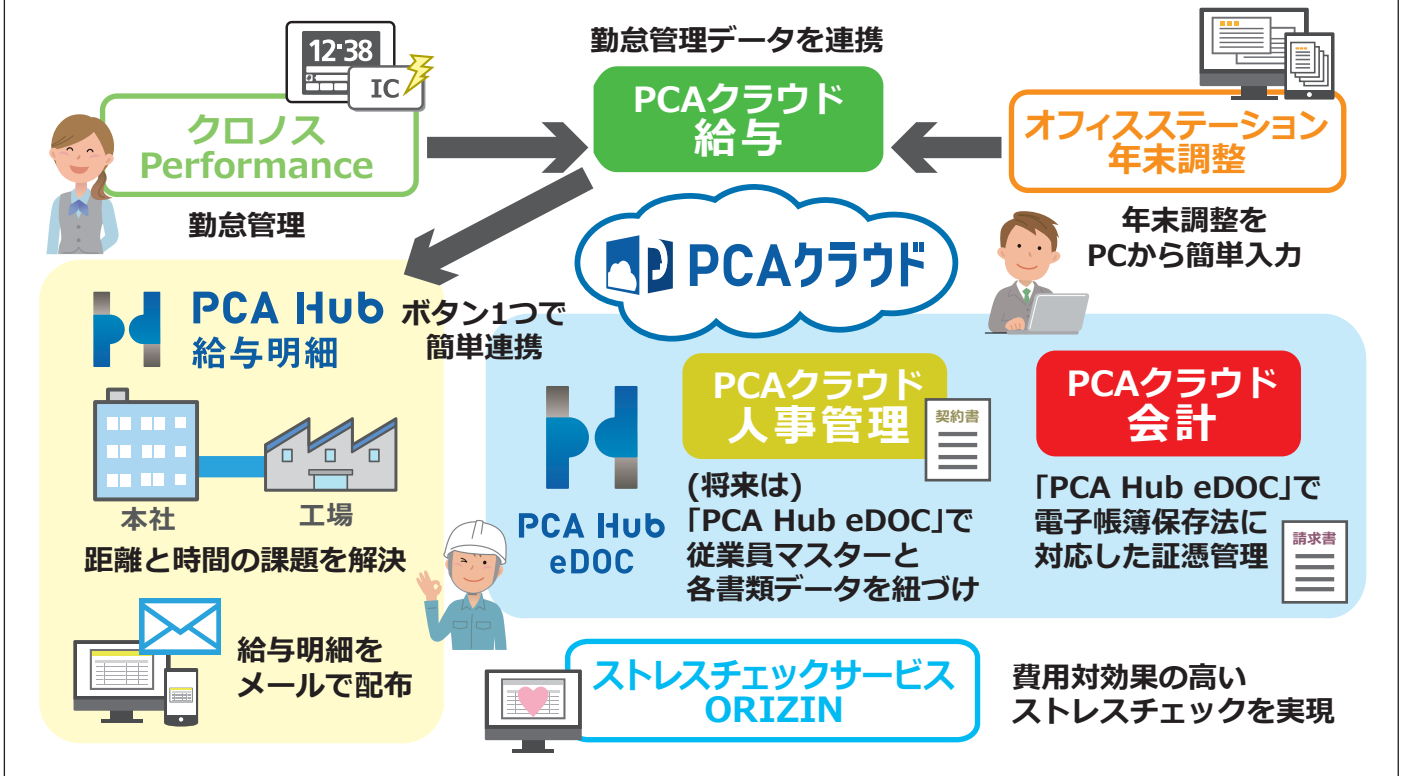 12:38
IC
クロノス
Performance
勤怠管理
勤怠管理データを連携
PCAクラウド
給与
オフィスステーション
年末調整
年末調整を
PCから簡単入力
PCAクラウド
PCA Hub
給与明細
ボタン1つで
簡単連携
本社
工場
距離と時間の課題を解決
給与明細を
メールで配布
PCA Hub
eDOC
PCAクラウド
人事管理
契約書
(将来は)
「PCA Hub eDOC」で
従業員マスターと
各書類データを紐づけ
PCAクラウド
会計
「PCA Hub eDOC」で
電子帳簿保存法に
対応した証憑管理
請求書
ストレスチェックサービス
ORIZIN
費用対効果の高い
ストレスチェックを実現